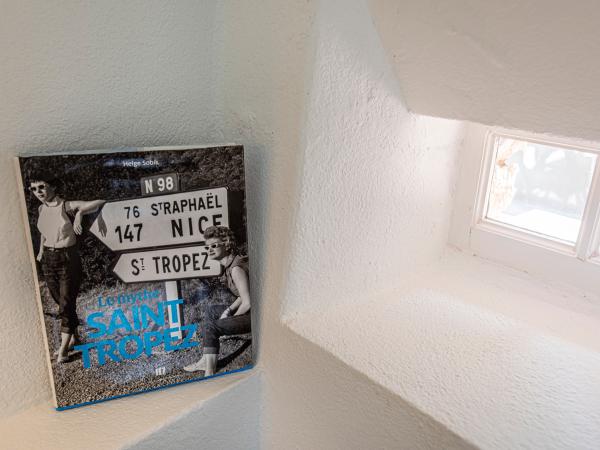 Helge Sobik
N 98
76 ST RAPHAËL
147 NICE
ST TROPEZ
Le mythe
SAINT
TROPEZ